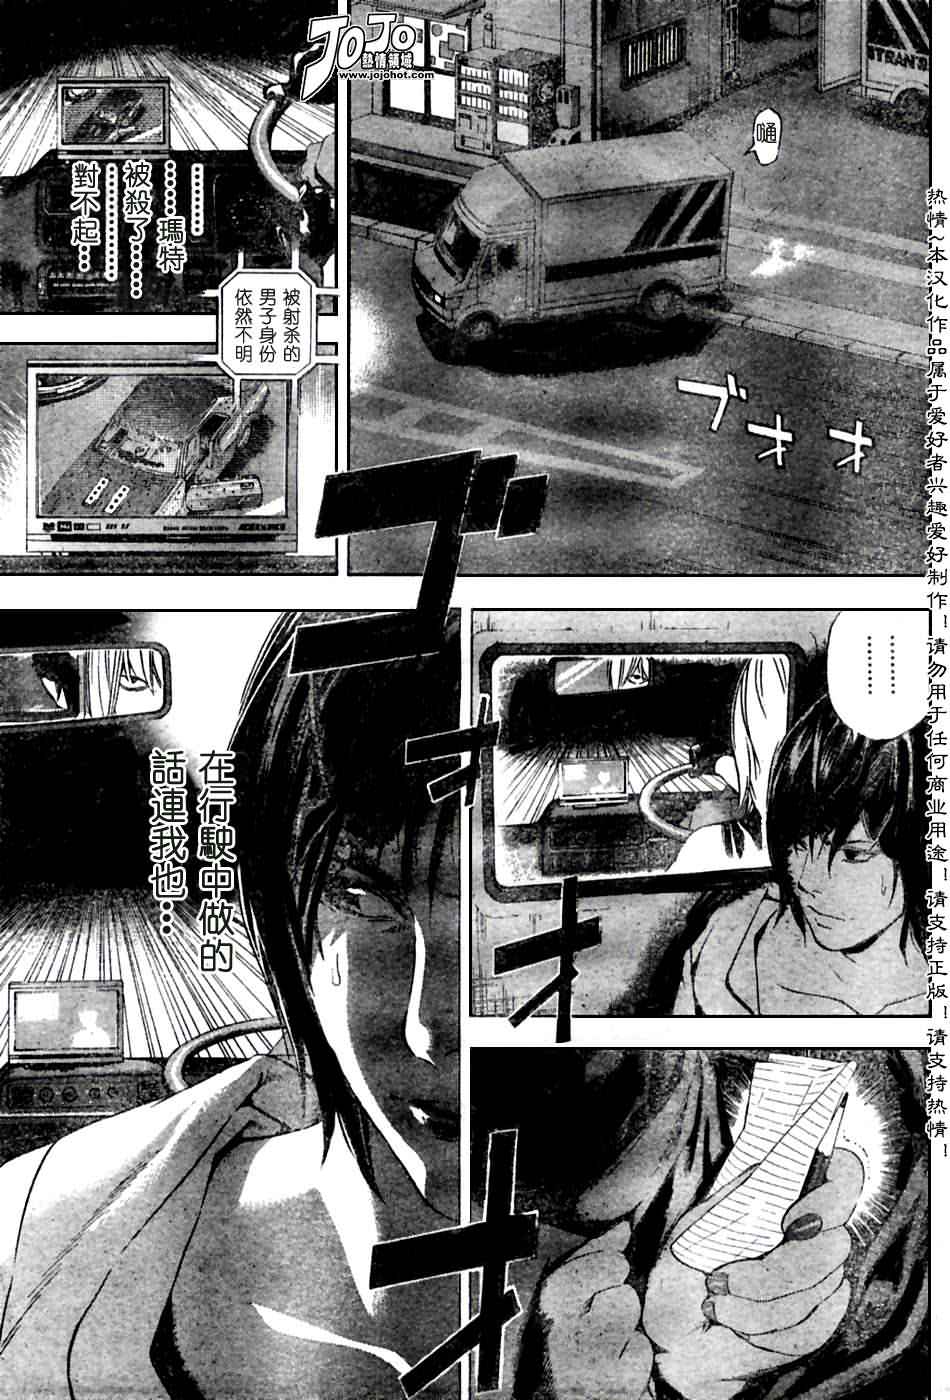 JOJO
熱情領域
www.jojohot.com
嗵
ブオオ
………
瑪特
……
被殺了……
………
對不起…
被射杀的
男子身份
依然不明
………
………
ブオオオ
在行駛中做的
話連我也…
热情~本汉化作品属于爱好者兴趣爱好制作!请勿用于任何商业用途!请支持正版!请支持热情!